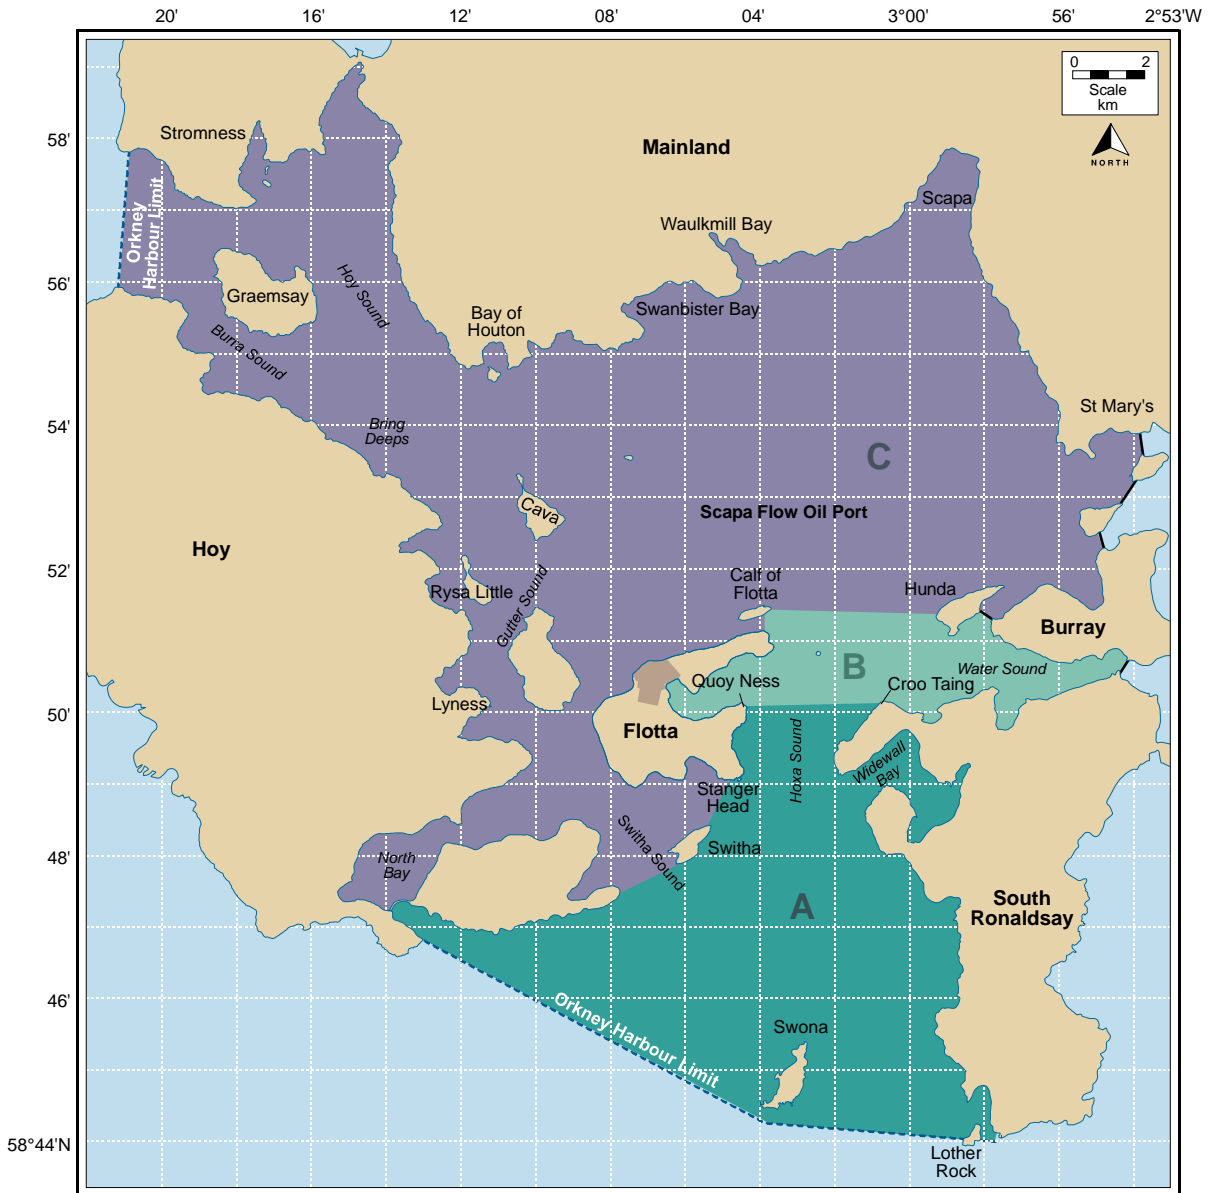 20'
16'
12'
08'
04'
3°00'
56'
2°53'W
0 2
Scale
km
NORTH
58'
Stromness
Mainland
Scapa
Orkney
Harbour Limit
Waulkmill Bay
56'
Graemsay
Hoy Sound
Bay of
Houton
Swanbister Bay
Burra Sound
54'
Bring
Deeps
St Mary's
C
Cava
Scapa Flow Oil Port
Hoy
52'
Rysa Little
Gutter Sound
Calf of
Flotta
Hunda
Burray
B
Water Sound
Quoy Ness
Croo Taing
Lyness
50'
Flotta
Hoxa Sound
Widewall
Bay
Stanger
Head
Switha Sound
Switha
48'
North
Bay
A
South
Ronaldsay
46'
Orkney Harbour Limit
Swona
58°44'N
Lother
Rock